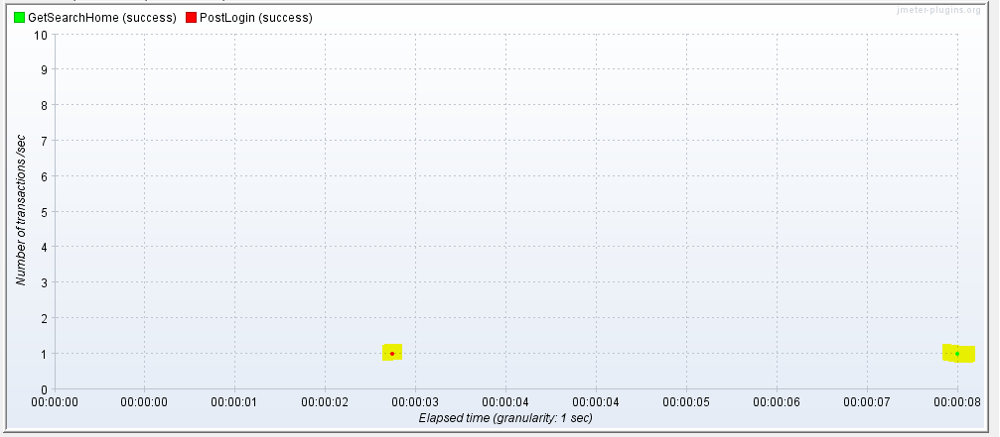 jmeter-plugins.org
GetSearchHome (success) PostLogin (success)
10
9
8
7
6
5
4
3
2
1
0
Number of transactions /sec
00:00:00 00:00:00 00:00:01 00:00:02 00:00:03 00:00:04 00:00:04 00:00:05 00:00:06 00:00:07 00:00:08
Elapsed time (granularity: 1 sec)